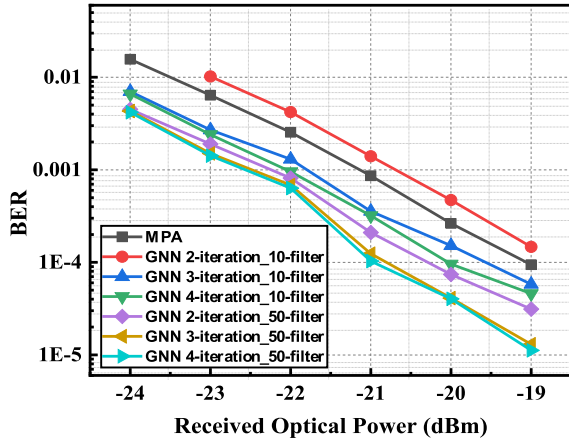 BER
0.01
0.001
1E-4
1E-5
MPA
GNN 2-iteration_10-filter
GNN 3-iteration_10-filter
GNN 4-iteration_10-filter
GNN 2-iteration_50-filter
GNN 3-iteration_50-filter
GNN 4-iteration_50-filter
-24 -23 -22 -21 -20 -19
Received Optical Power (dBm)